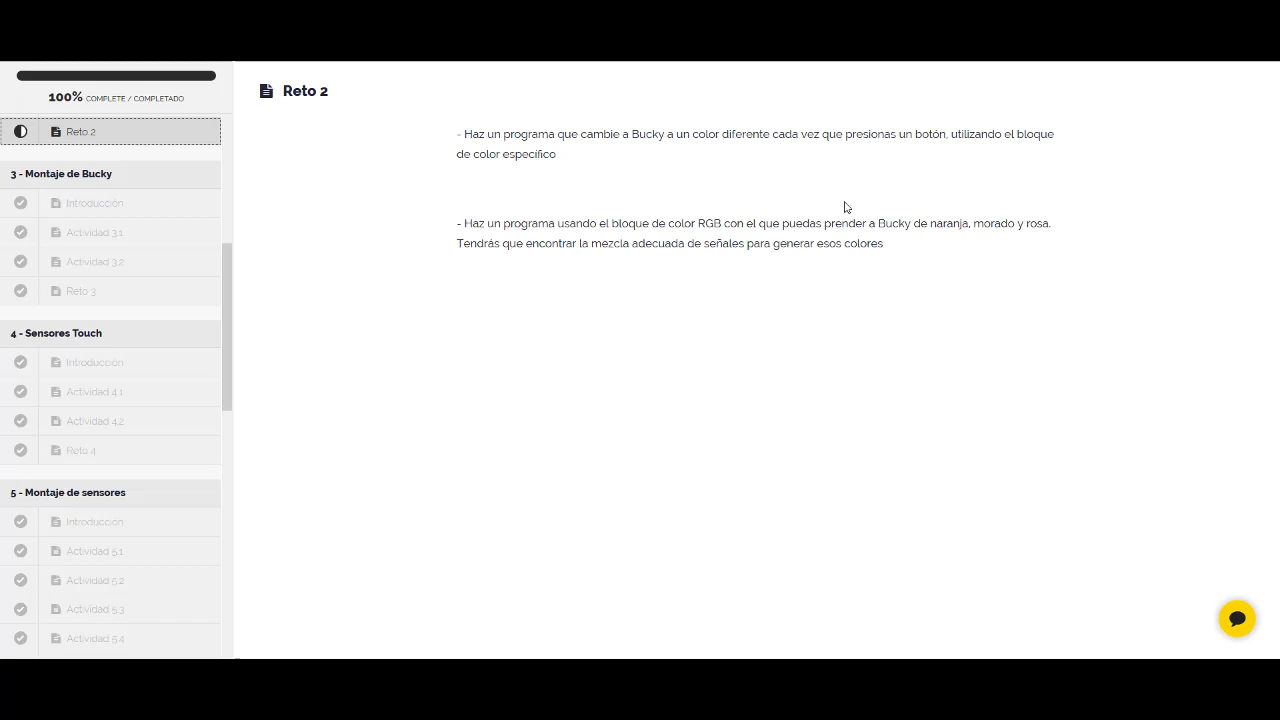 100% COMPLETE / COMPLETADO
Reto 2
3 - Montaje de Bucky
Introducción
Actividad 3.1
Actividad 3.2
Reto 3
4 - Sensores Touch
Introducción
Actividad 4.1
Actividad 4.2
Reto 4
5 - Montaje de sensores
Introducción
Actividad 5.1
Actividad 5.2
Actividad 5.3
Actividad 5.4
Reto 2
- Haz un programa que cambie a Bucky a un color diferente cada vez que presionas un botón, utilizando el bloque
de color específico
- Haz un programa usando el bloque de color RGB con el que puedas prender a Bucky de naranja, morado y rosa.
Tendrás que encontrar la mezcla adecuada de señales para generar esos colores